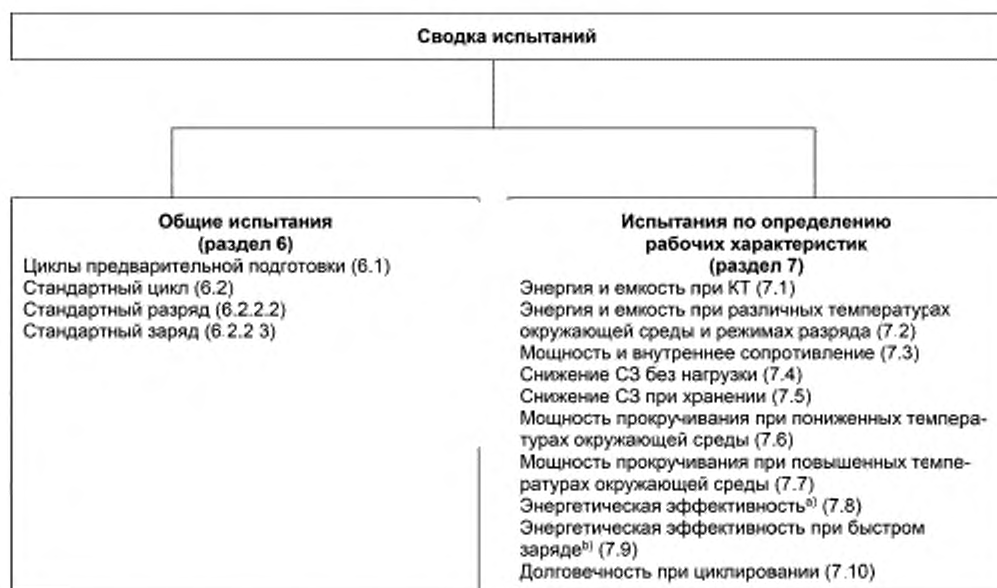 Сводка испытаний
Общие испытания
(раздел 6)
Циклы предварительной подготовки (6.1)
Стандартный цикл (6.2)
Стандартный разряд (6.2.2.2)
Стандартный заряд (6.2.2 3)
Испытания по определению
рабочих характеристик
(раздел 7)
Энергия и емкость при КТ (7.1)
Энергия и емкость при различных температурах
окружающей среды и режимах разряда (7.2)
Мощность и внутреннее сопротивление (7.3)
Снижение СЗ без нагрузки (7.4)
Снижение СЗ при хранении (7.5)
Мощность прокручивания при пониженных темпера-
турах окружающей среды (7.6)
Мощность прокручивания при повышенных темпе-
ратурах окружающей среды (7.7)
Энергетическая эффективность a) (7.8)
Энергетическая эффективность при быстром
заряде b) (7.9)
Долговечность при циклировании (7.10)